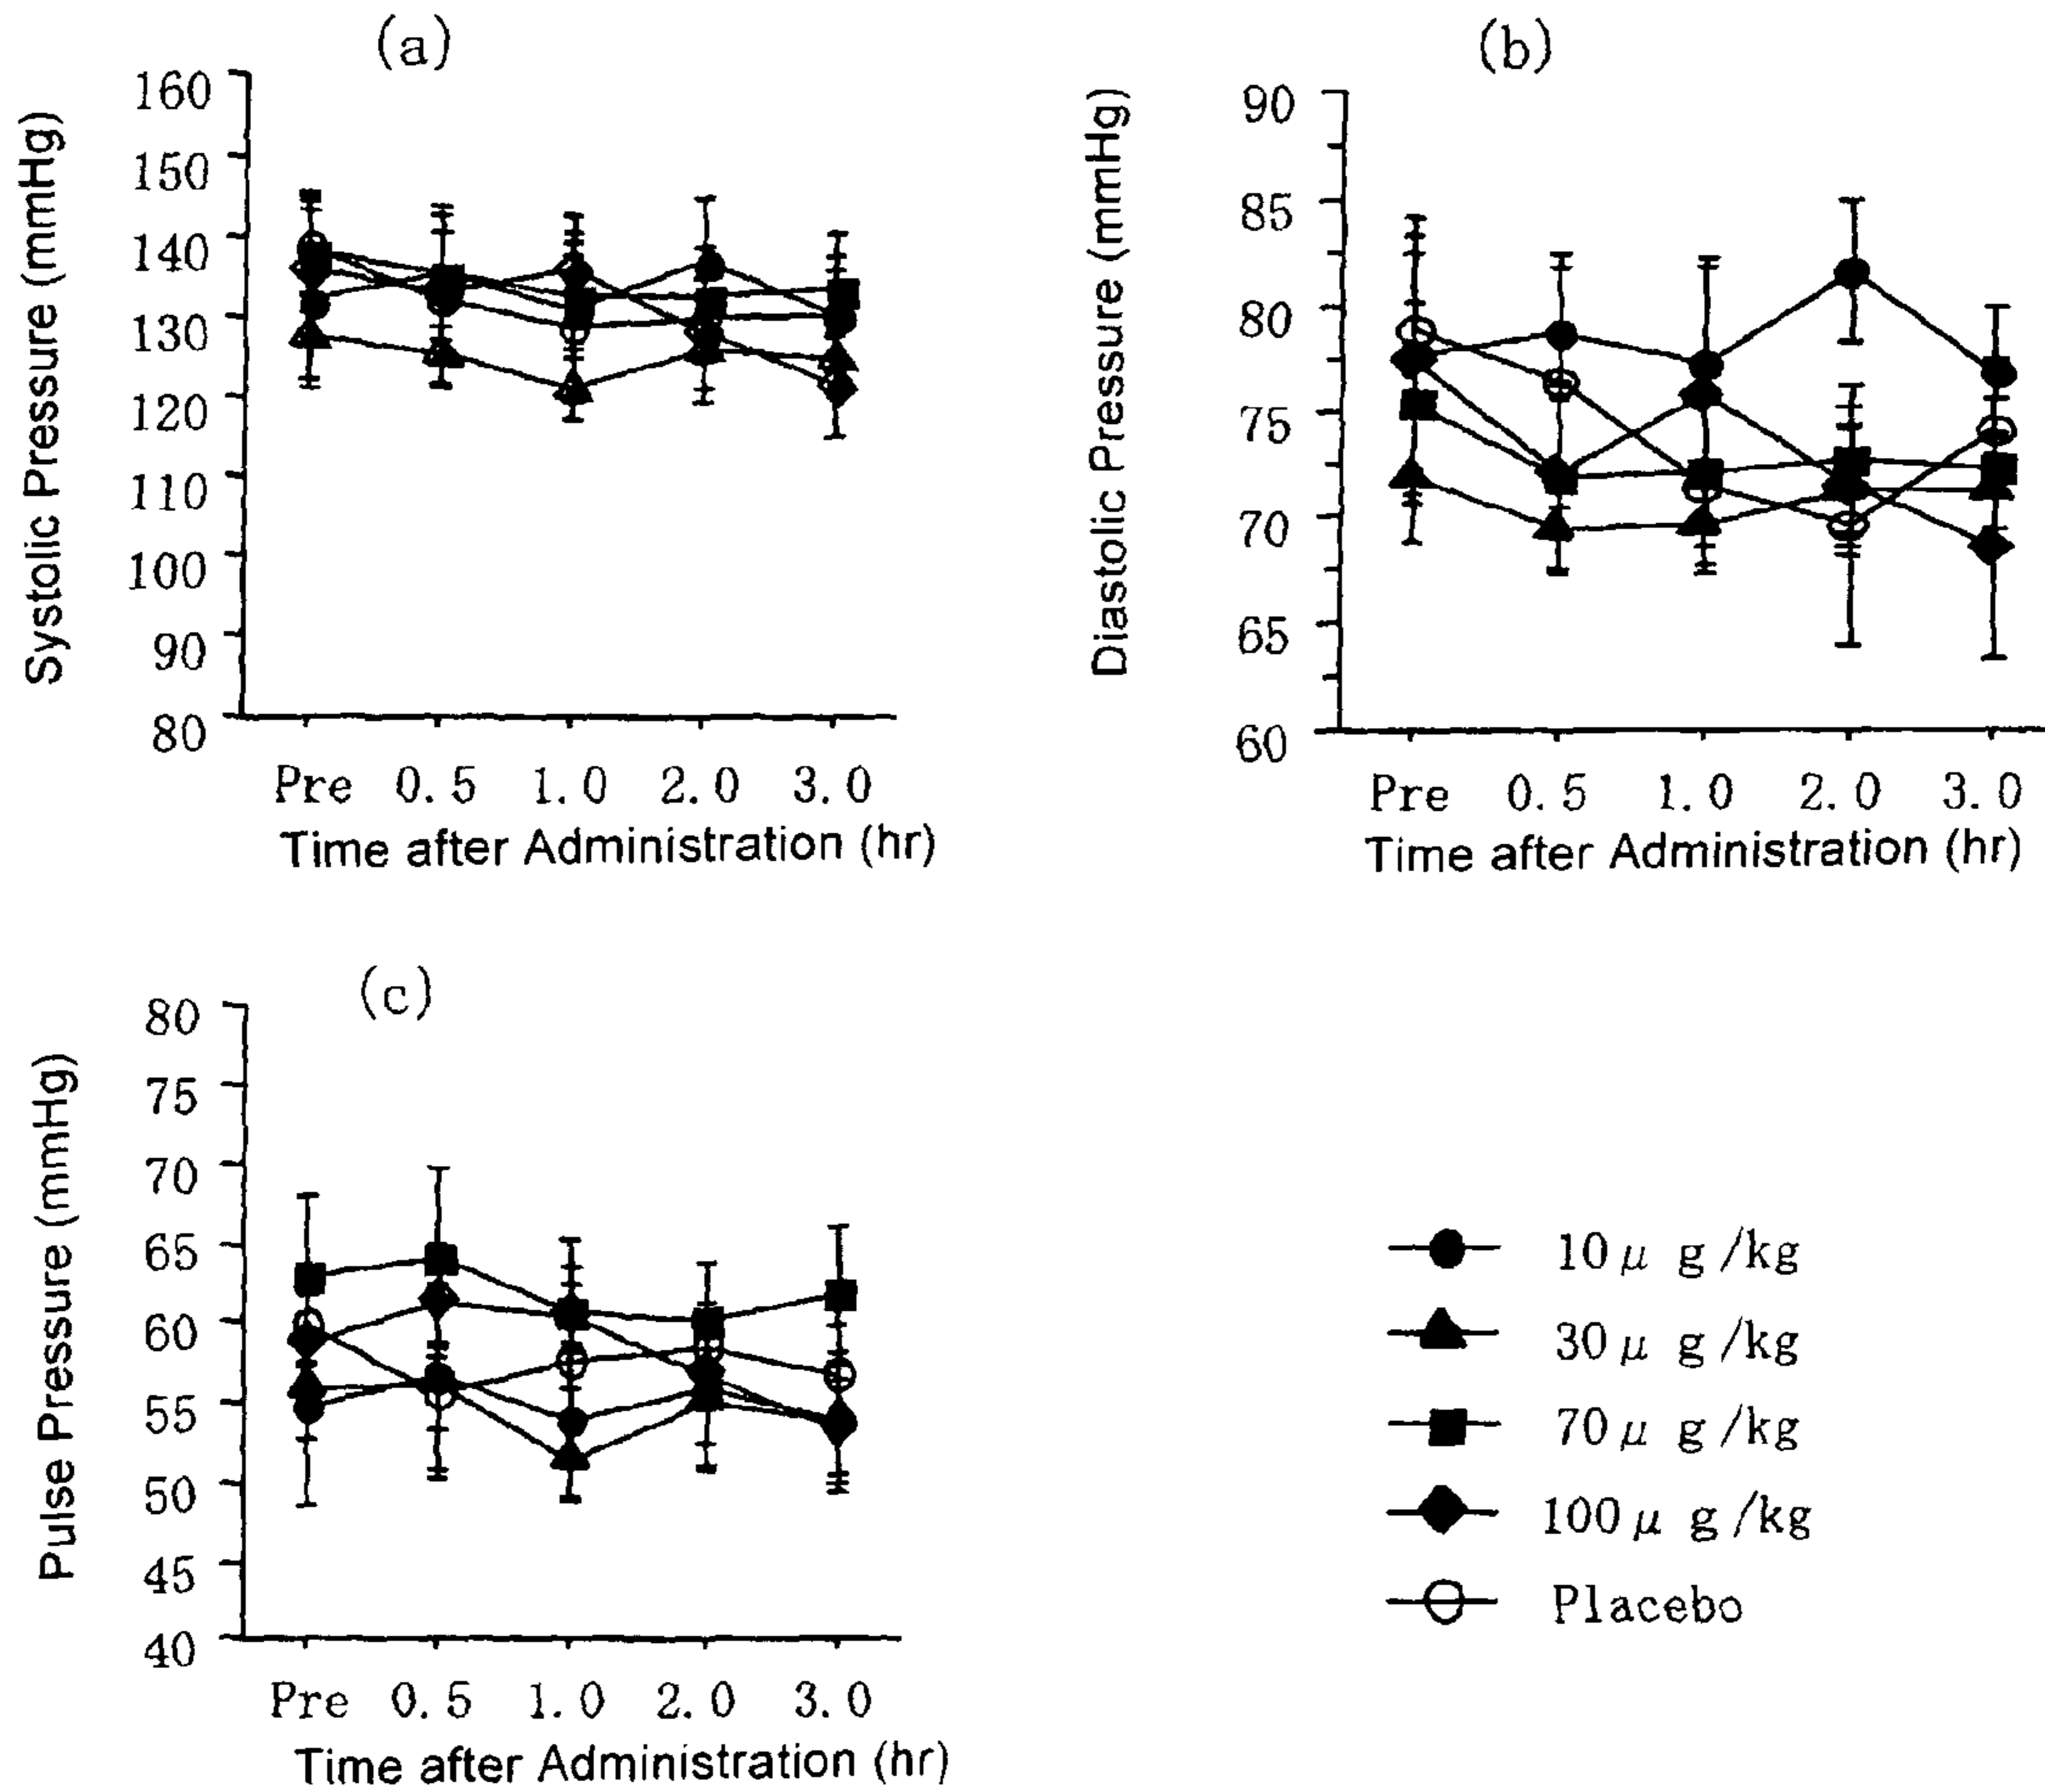 (a)
Systolic Pressure (mmHg)
160
150
140
130
120
110
100
90
80
Pre 0.5 1.0 2.0 3.0
Time after Administration (hr)
(b)
Diastolic Pressure (mmHg)
90
85
80
75
70
65
60
Pre 0.5 1.0 2.0 3.0
Time after Administration (hr)
(c)
Pulse Pressure (mmHg)
80
75
70
65
60
55
50
45
40
Pre 0.5 1.0 2.0 3.0
Time after Administration (hr)
10μ g/kg
30μ g/kg
70μ g/kg
100μ g/kg
Placebo